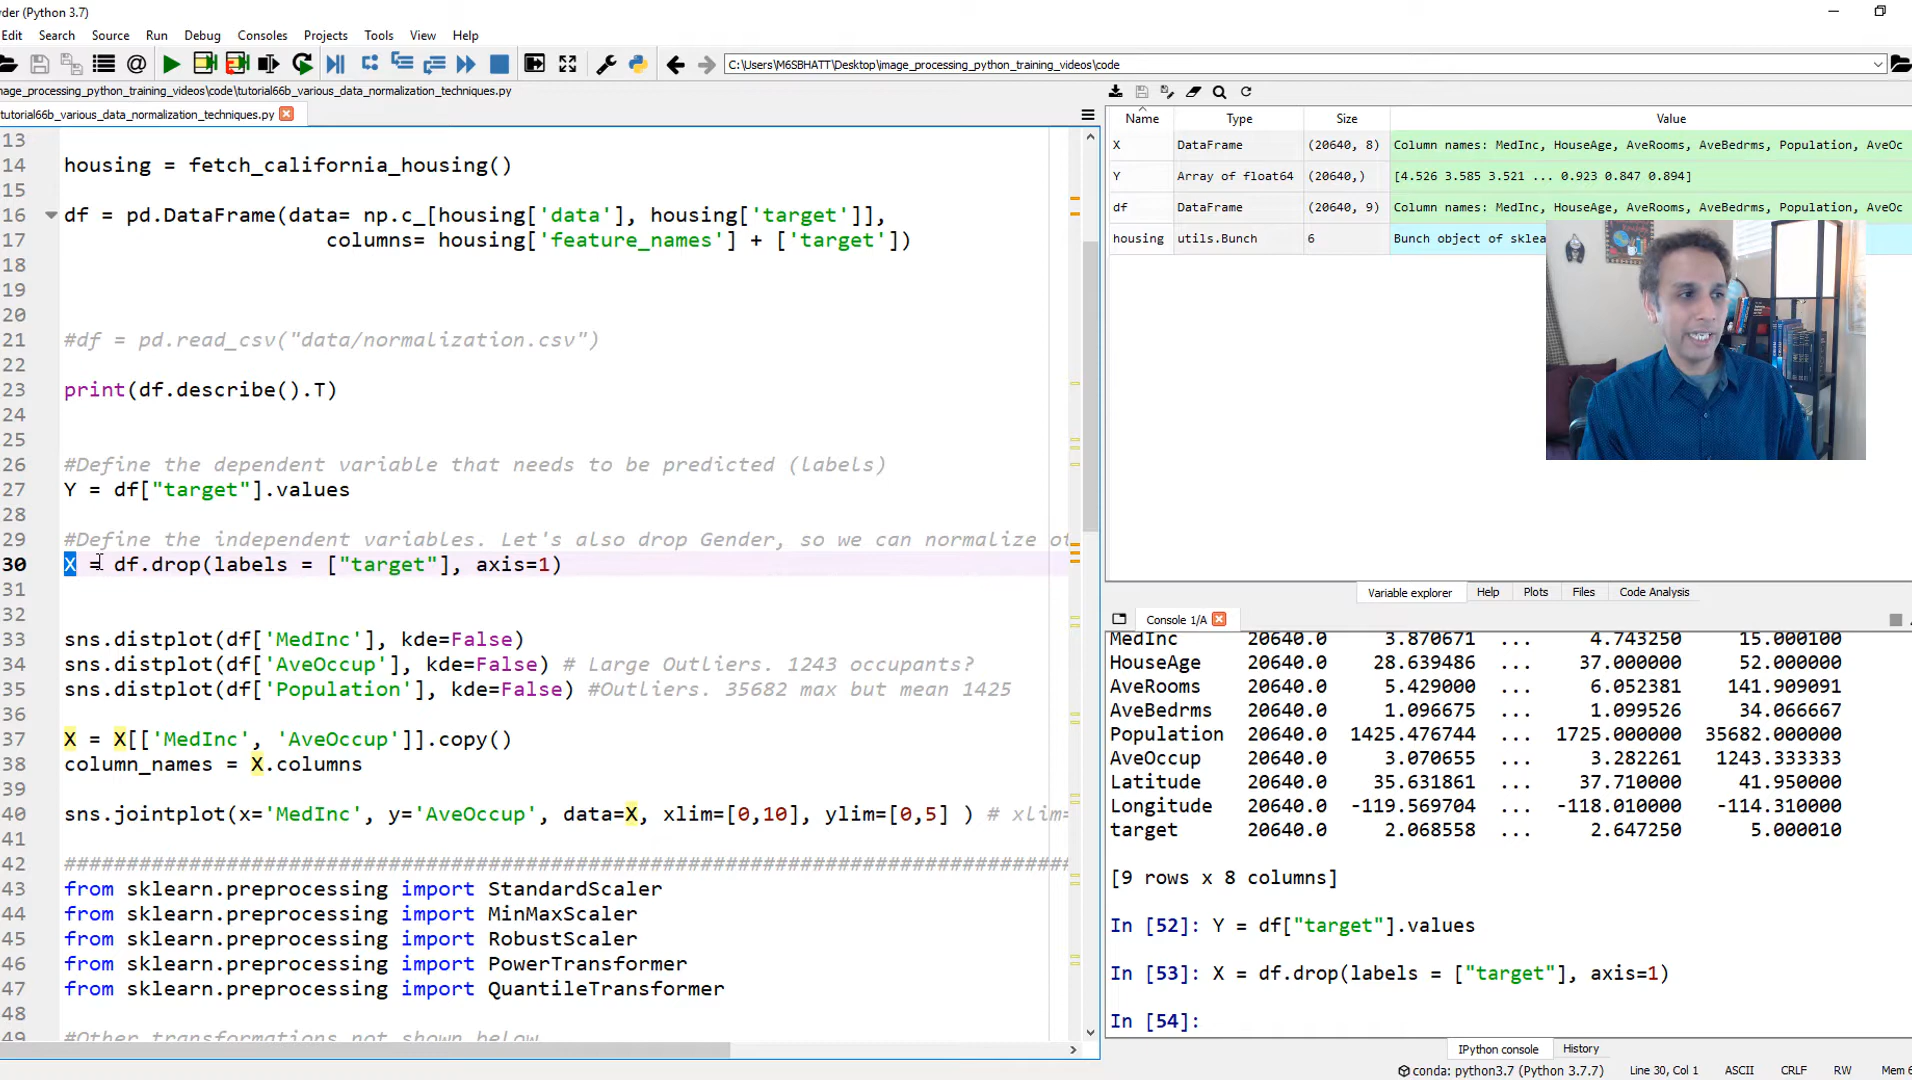 yder (Python 3.7)
Edit Search Source Run Debug Consoles Projects Tools View Help
C:\Users\M6SBHATT\Desktop\image_processing_python_training_videos\code
mage_processing_python_training_videos\code\tutorial66b_various_data_normalization_techniques.py
tutorial66b_various_data_normalization_techniques.py
13
14 housing = fetch_california_housing()
15
16 df = pd.DataFrame(data= np.c_[housing['data'], housing['target']],
17 columns= housing['feature_names'] + ['target'])
18
19
20
21 #df = pd.read_csv("data/normalization.csv")
22
23 print(df.describe().T)
24
25
26 #Define the dependent variable that needs to be predicted (labels)
27 Y = df["target"].values
28
29 #Define the independent variables. Let's also drop Gender, so we can normalize ot
30 X = df.drop(labels = ["target"], axis=1)
31
32
33 sns.distplot(df['MedInc'], kde=False)
34 sns.distplot(df['AveOccup'], kde=False) # Large Outliers. 1243 occupants?
35 sns.distplot(df['Population'], kde=False) #Outliers. 35682 max but mean 1425
36
37 X = X[['MedInc', 'AveOccup']].copy()
38 column_names = X.columns
39
40 sns.jointplot(x='MedInc', y='AveOccup', data=X, xlim=[0,10], ylim=[0,5] ) # xlim=
41
42 #################################################################################
43 from sklearn.preprocessing import StandardScaler
44 from sklearn.preprocessing import MinMaxScaler
45 from sklearn.preprocessing import RobustScaler
46 from sklearn.preprocessing import PowerTransformer
47 from sklearn.preprocessing import QuantileTransformer
48
49 #Other transformations not shown below
Name Type Size Value
X DataFrame (20640, 8) Column names: MedInc, HouseAge, AveRooms, AveBedrms, Population, AveOc
Y Array of float64 (20640,) [4.526 3.585 3.521 ... 0.923 0.847 0.894]
df DataFrame (20640, 9) Column names: MedInc, HouseAge, AveRooms, AveBedrms, Population, AveOc
housing utils.Bunch 6 Bunch object of sklea
Variable explorer Help Plots Files Code Analysis
Console 1/A
MedInc 20640.0 3.870671 ... 4.743250 15.000100
HouseAge 20640.0 28.639486 ... 37.000000 52.000000
AveRooms 20640.0 5.429000 ... 6.052381 141.909091
AveBedrms 20640.0 1.096675 ... 1.099526 34.066667
Population 20640.0 1425.476744 ... 1725.000000 35682.000000
AveOccup 20640.0 3.070655 ... 3.282261 1243.333333
Latitude 20640.0 35.631861 ... 37.710000 41.950000
Longitude 20640.0 -119.569704 ... -118.010000 -114.310000
target 20640.0 2.068558 ... 2.647250 5.000010
[9 rows x 8 columns]
In [52]: Y = df["target"].values
In [53]: X = df.drop(labels = ["target"], axis=1)
In [54]:
IPython console History
conda: python3.7 (Python 3.7.7) Line 30, Col 1 ASCII CRLF RW Mem 6